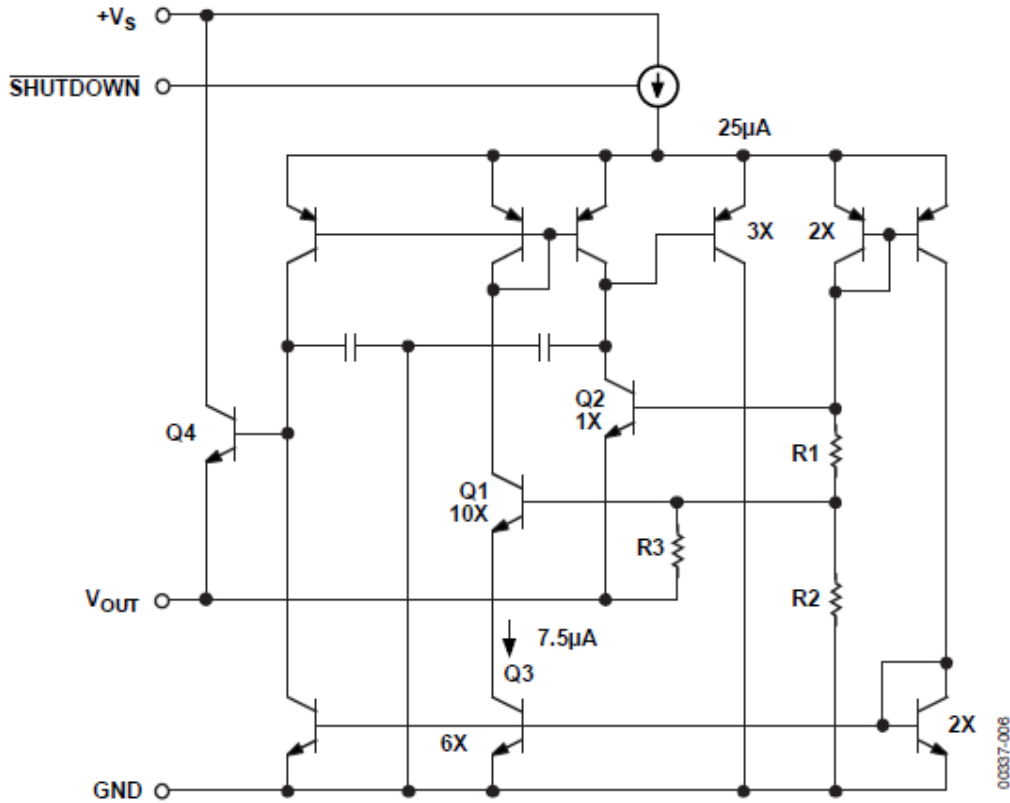 +VS
SHUTDOWN
25µA
3X
2X
Q2
1X
Q4
R1
Q1
10X
R3
R2
VOUT
7.5µA
Q3
6X
2X
GND
00337-006